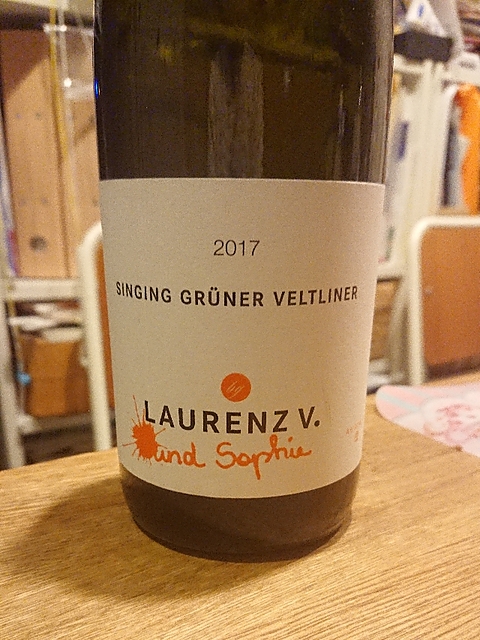 2017
SINGING GRÜNER VELTLINER
LAURENZ V.
und Sophie